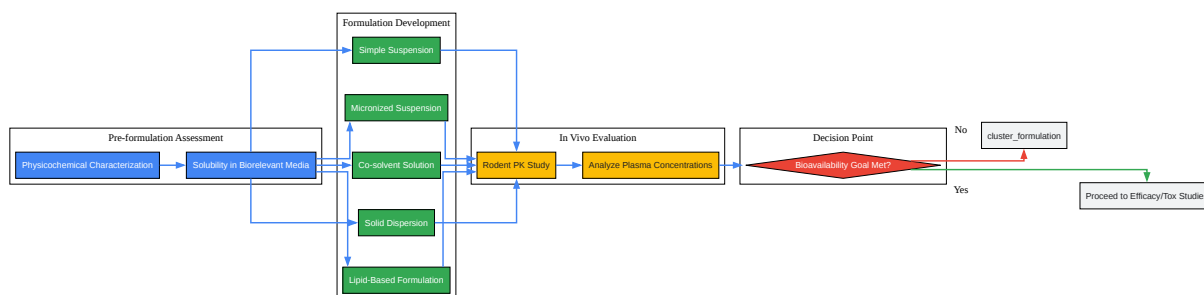 Formulation Development
Simple Suspension
Micronized Suspension
Pre-formulation Assessment
In Vivo Evaluation
Decision Point
No
cluster_formulation
Physicochemical Characterization
Solubility in Biorelevant Media
Co-solvent Solution
Rodent PK Study
Analyze Plasma Concentrations
Bioavailability Goal Met?
Yes
Proceed to Efficacy/Tox Studies
Solid Dispersion
Lipid-Based Formulation